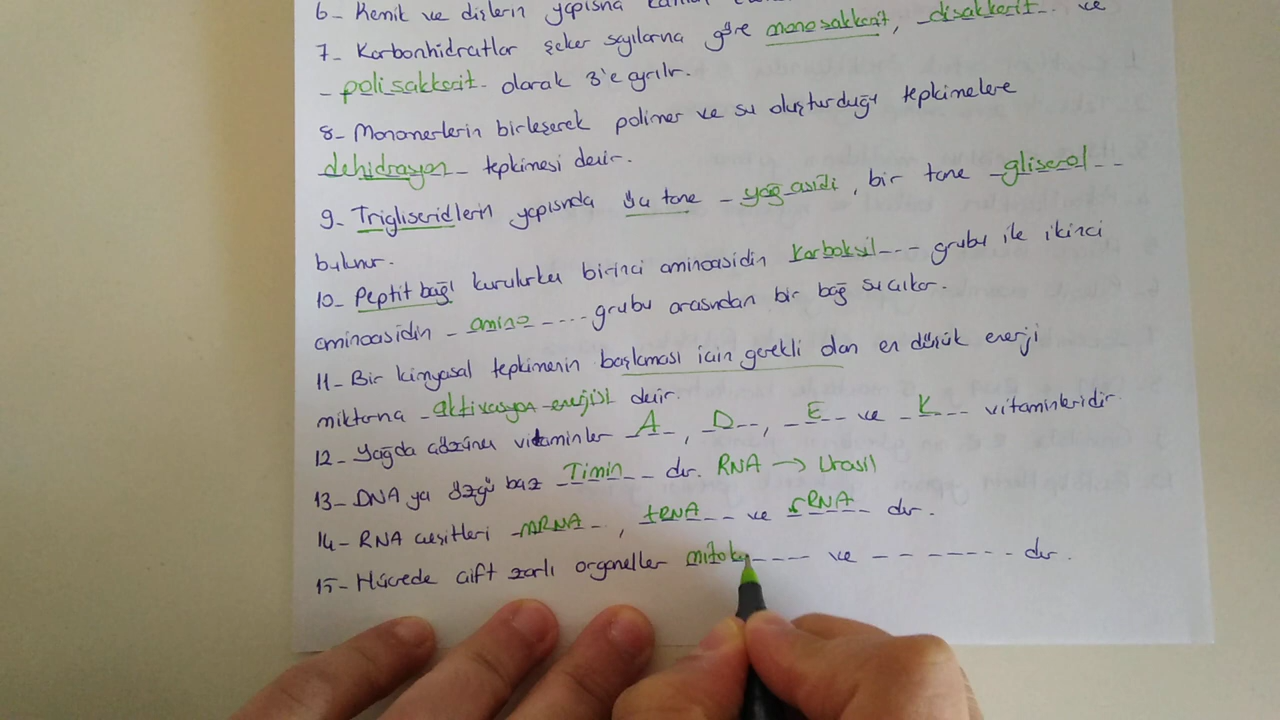 6- Kemik ve dişlerin yapısına
7- Karbonhidratlar şeker sayılarına göre monosakkarit, disakkarit ve
polisakkarit olarak 3'e ayrılır.
8- Monomerlerin birleşerek polimer ve su oluşturduğu tepkimelere
dehidrasyon tepkimesi denir.
9- Trigliseridlerin yapısında üç tane yağ asidi, bir tane gliserol
bulunur.
10- Peptit bağı kurulurken birinci aminoasidin karboksil grubu ile ikinci
aminoasidin amino grubu arasından bir bağ su çıkar.
11- Bir kimyasal tepkimenin başlaması için gerekli olan en düşük enerji
miktarına aktivasyon enerjisi denir.
12- Yağda çözünen vitaminler A, D, E ve K vitaminleridir.
13- DNA ya özgü baz Timin dir. RNA → Urasil
14- RNA çeşitleri mRNA, tRNA ve rRNA dır.
15- Hücrede çift zarlı organeller mitok ve dır.